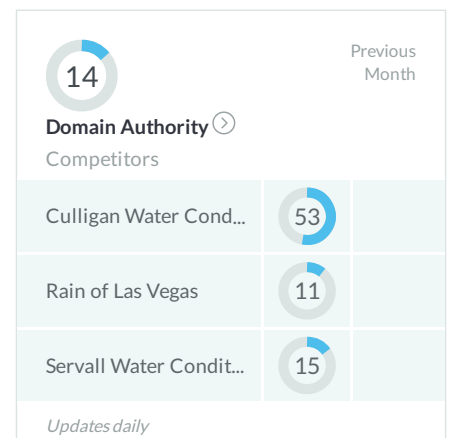 14
Previous
Month
Domain Authority
Competitors
Culligan Water Cond...
53
Rain of Las Vegas
11
Servall Water Condit...
15
Updates daily